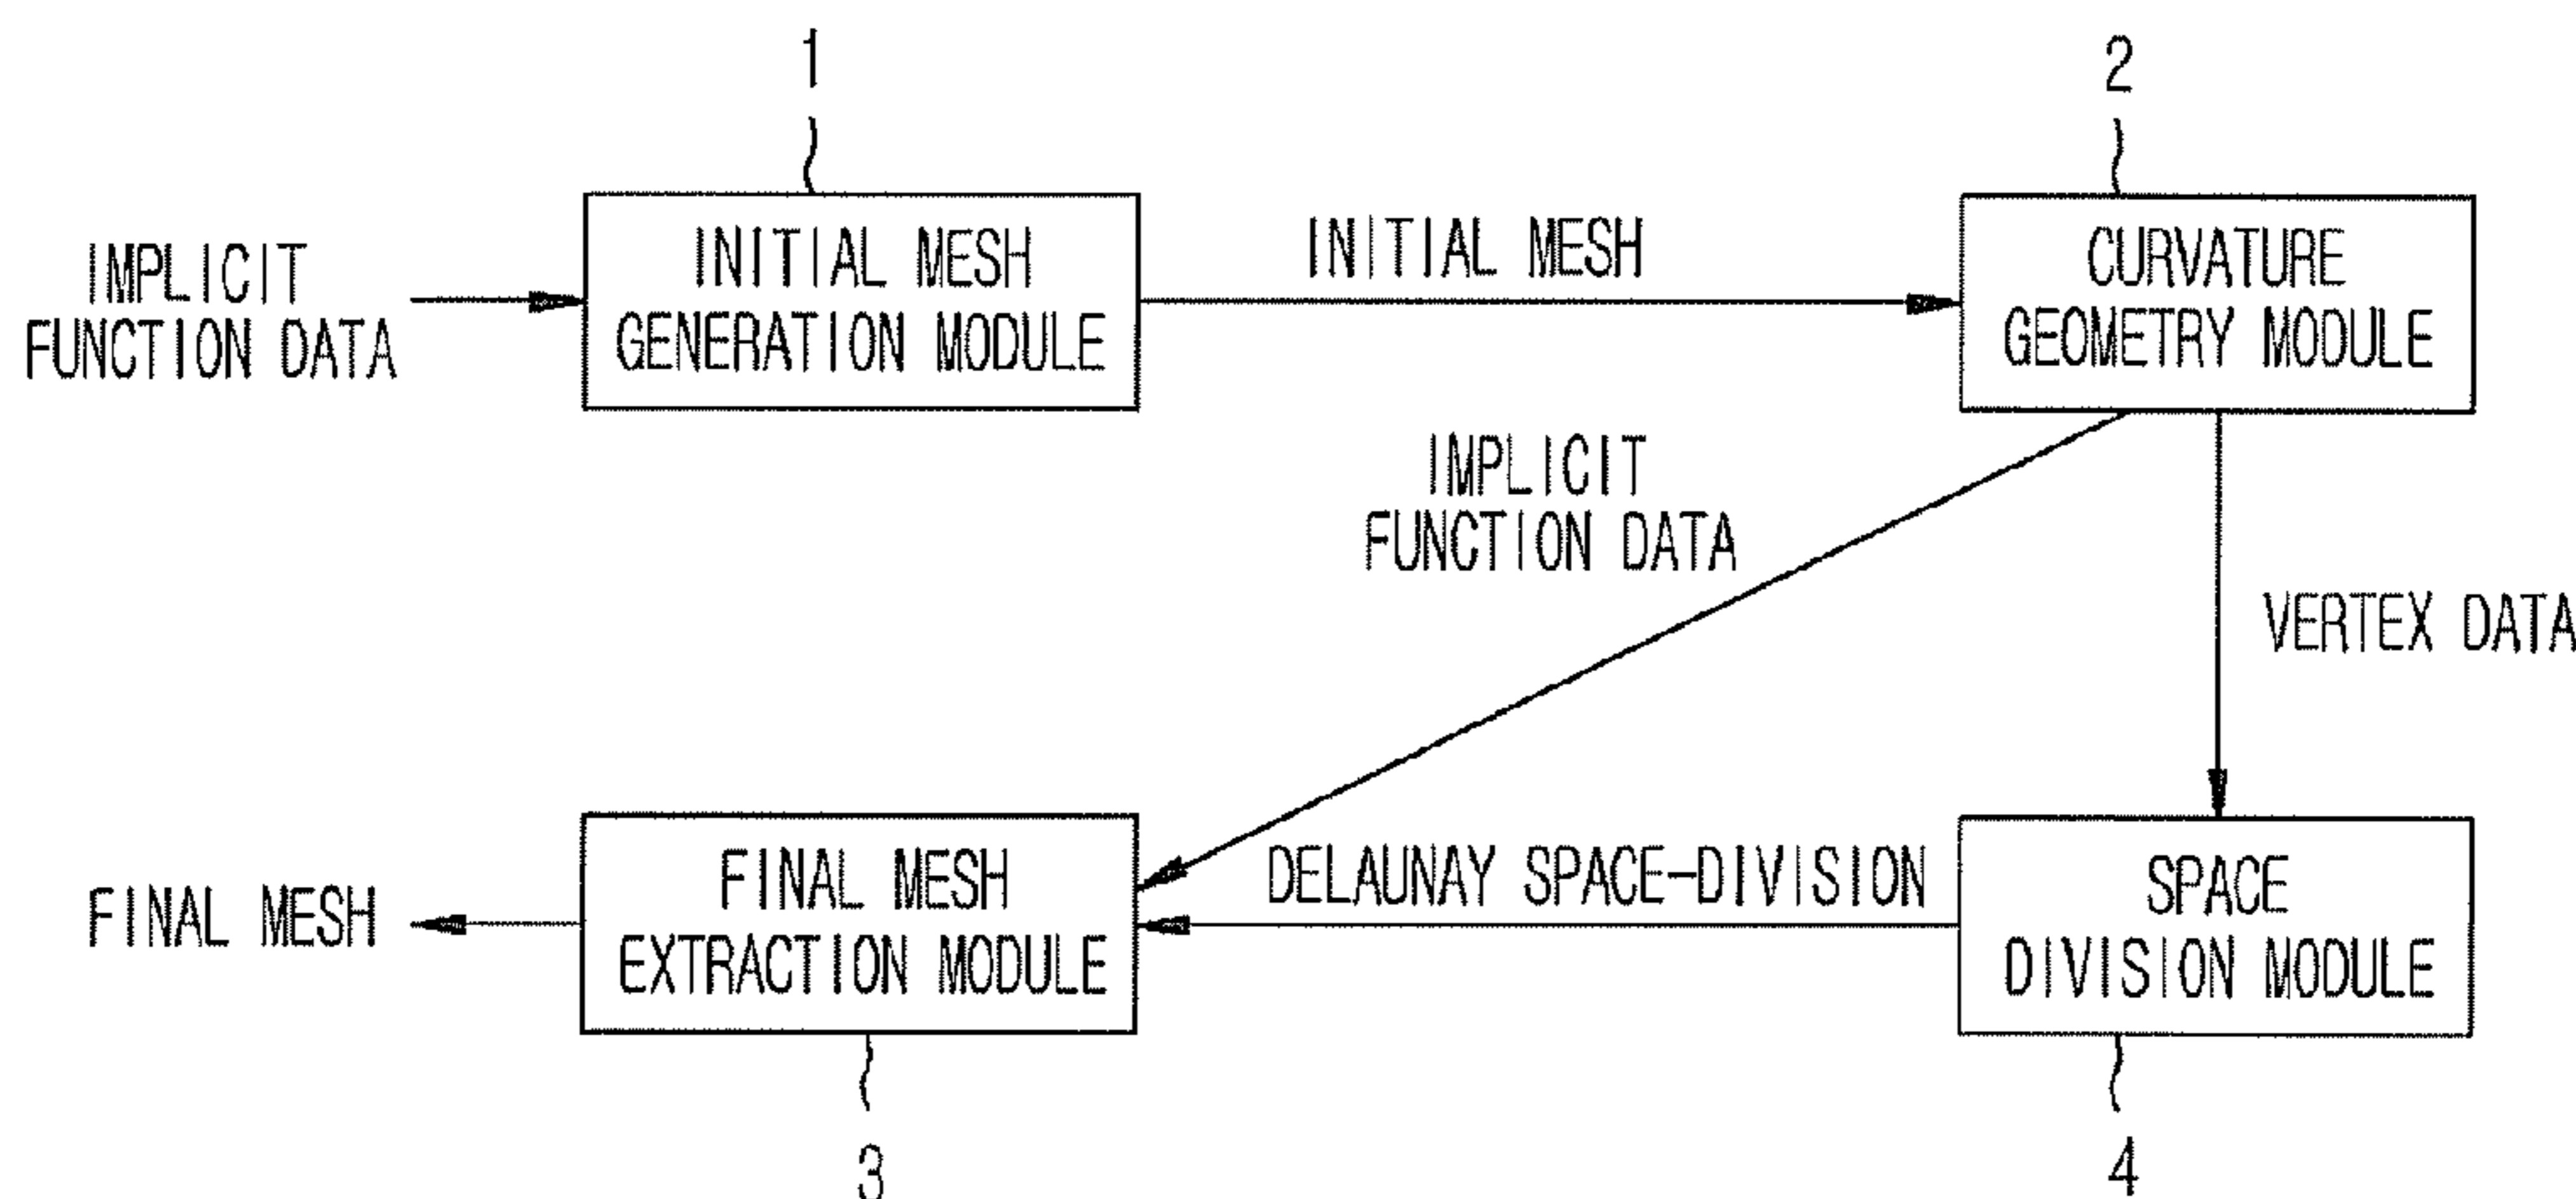 1
2
IMPLICIT
FUNCTION DATA
INITIAL MESH
GENERATION MODULE
INITIAL MESH
CURVATURE
GEOMETRY MODULE
IMPLICIT
FUNCTION DATA
VERTEX DATA
FINAL MESH
FINAL MESH
EXTRACTION MODULE
DELAUNAY SPACE-DIVISION
SPACE
DIVISION MODULE
3
4